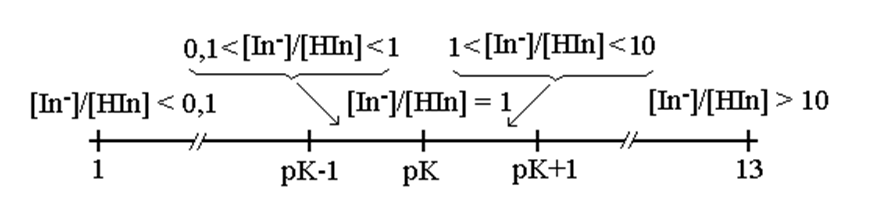 0,1<[In⁻]/[HIn]<1 1<[In⁻]/[HIn]<10
[In⁻]/[HIn] < 0,1 [In⁻]/[HIn] = 1 [In⁻]/[HIn] > 10
1 pK-1 pK pK+1 13